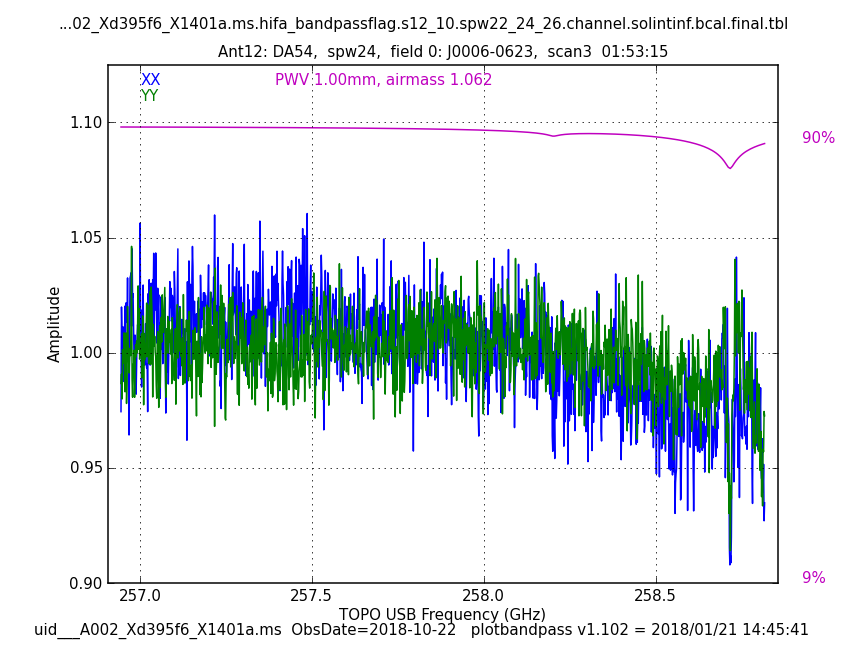 ...02_Xd395f6_X1401a.ms.hifa_bandpassflag.s12_10.spw22_24_26.channel.solintinf.bcal.final.tbl
Ant12: DA54, spw24, field 0: J0006-0623, scan3 01:53:15
XX PWV 1.00mm, airmass 1.062
YY
1.10
90%
1.05
Amplitude
1.00
0.95
0.90
9%
257.0 257.5 258.0 258.5
TOPO USB Frequency (GHz)
uid___A002_Xd395f6_X1401a.ms ObsDate=2018-10-22 plotbandpass v1.102 = 2018/01/21 14:45:41